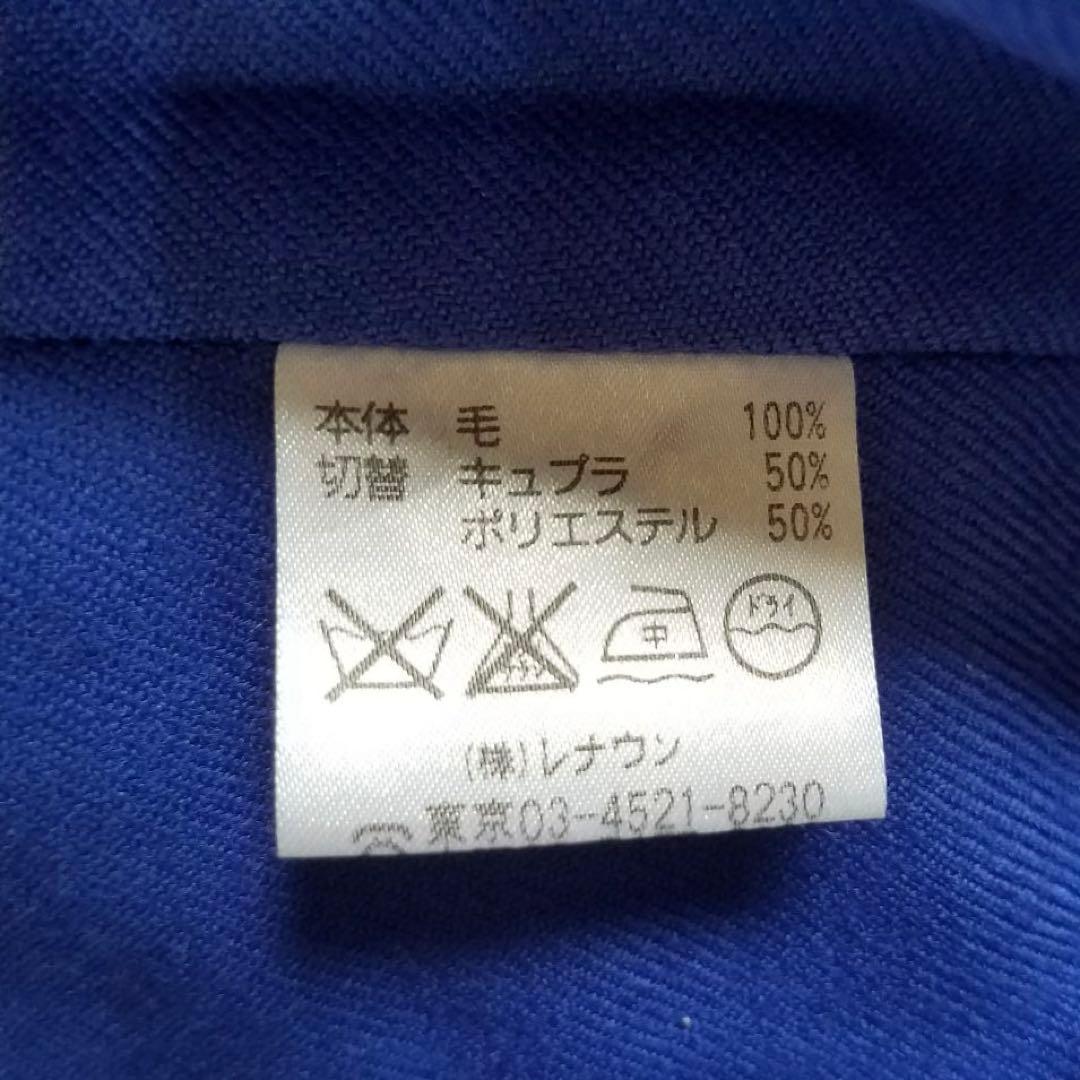 本体 毛 100%
切替 キュプラ 50%
ポリエステル 50%
中 ドライ
(株)レナウン
東京03-4521-8230